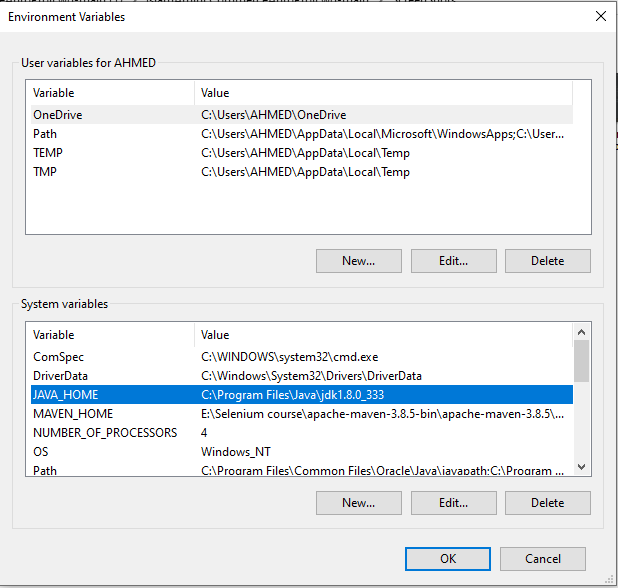 Environment Variables
User variables for AHMED
Variable Value
OneDrive C:\Users\AHMED\OneDrive
Path C:\Users\AHMED\AppData\Local\Microsoft\WindowsApps;C:\User...
TEMP C:\Users\AHMED\AppData\Local\Temp
TMP C:\Users\AHMED\AppData\Local\Temp
New... Edit... Delete
System variables
Variable Value
ComSpec C:\WINDOWS\system32\cmd.exe
DriverData C:\Windows\System32\Drivers\DriverData
JAVA_HOME C:\Program Files\Java\jdk1.8.0_333
MAVEN_HOME E:\Selenium course\apache-maven-3.8.5-bin\apache-maven-3.8.5\...
NUMBER_OF_PROCESSORS 4
OS Windows_NT
Path C:\Program Files\Common Files\Oracle\Java\javapath;C:\Program ...
New... Edit... Delete
OK Cancel